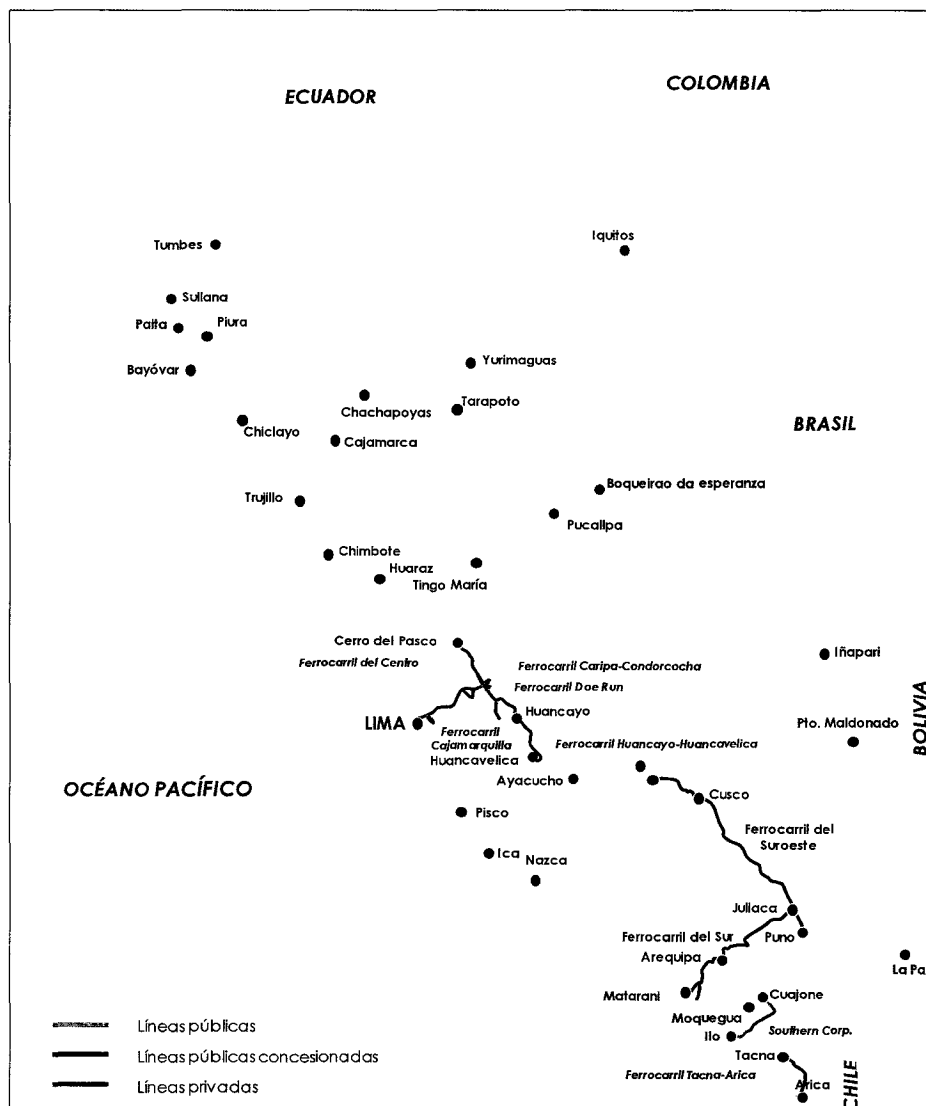 COLOMBIA
ECUADOR
Iquitos
Tumbes
Sullana
Paita
Piura
Bayóvar
Yurimaguas
Chachapoyas
Tarapoto
Chiclayo
Cajamarca
BRASIL
Boqueirao da esperanza
Trujillo
Pucallpa
Chimbote
Huaraz
Tingo María
Cerro del Pasco
Ferrocarril del Centro
Ferrocarril Caripa-Condorcocha
Iñapari
Ferrocarril Doe Run
Huancayo
LIMA
Pto. Maldonado
BOLIVIA
Ferrocarril
Cajamarquilla
Huancavelica
Ferrocarril Huancayo-Huancavelica
Ayacucho
OCÉANO PACÍFICO
Cusco
Pisco
Ferrocarril del
Suroeste
Ica
Nazca
Juliaca
Puno
Ferrocarril del Sur
Arequipa
La Pa
Matarani
Cuajone
Moquegua
Ilo
Southern Corp.
Tacna
Ferrocarril Tacna-Arica
Arica
CHILE
Líneas públicas
Líneas públicas concesionadas
Líneas privadas